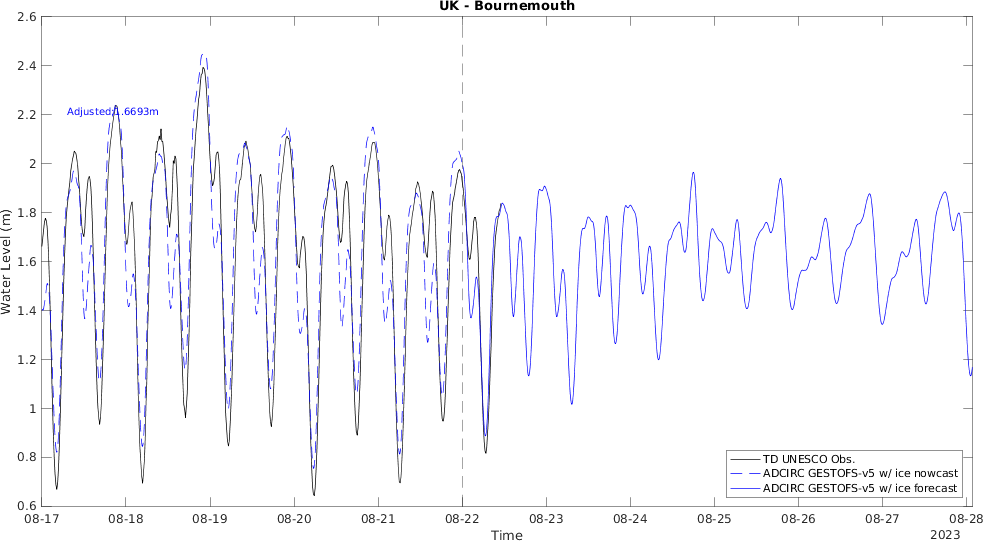 UK - Bournemouth
2.6
2.4
2.2
2
1.8
1.6
1.4
1.2
1
0.8
0.6
Water Level (m)
Adjusted:1.6693m
TD UNESCO Obs.
ADCIRC GESTOFS-v5 w/ ice nowcast
ADCIRC GESTOFS-v5 w/ ice forecast
08-17 08-18 08-19 08-20 08-21 08-22 08-23 08-24 08-25 08-26 08-27 08-28
Time
2023